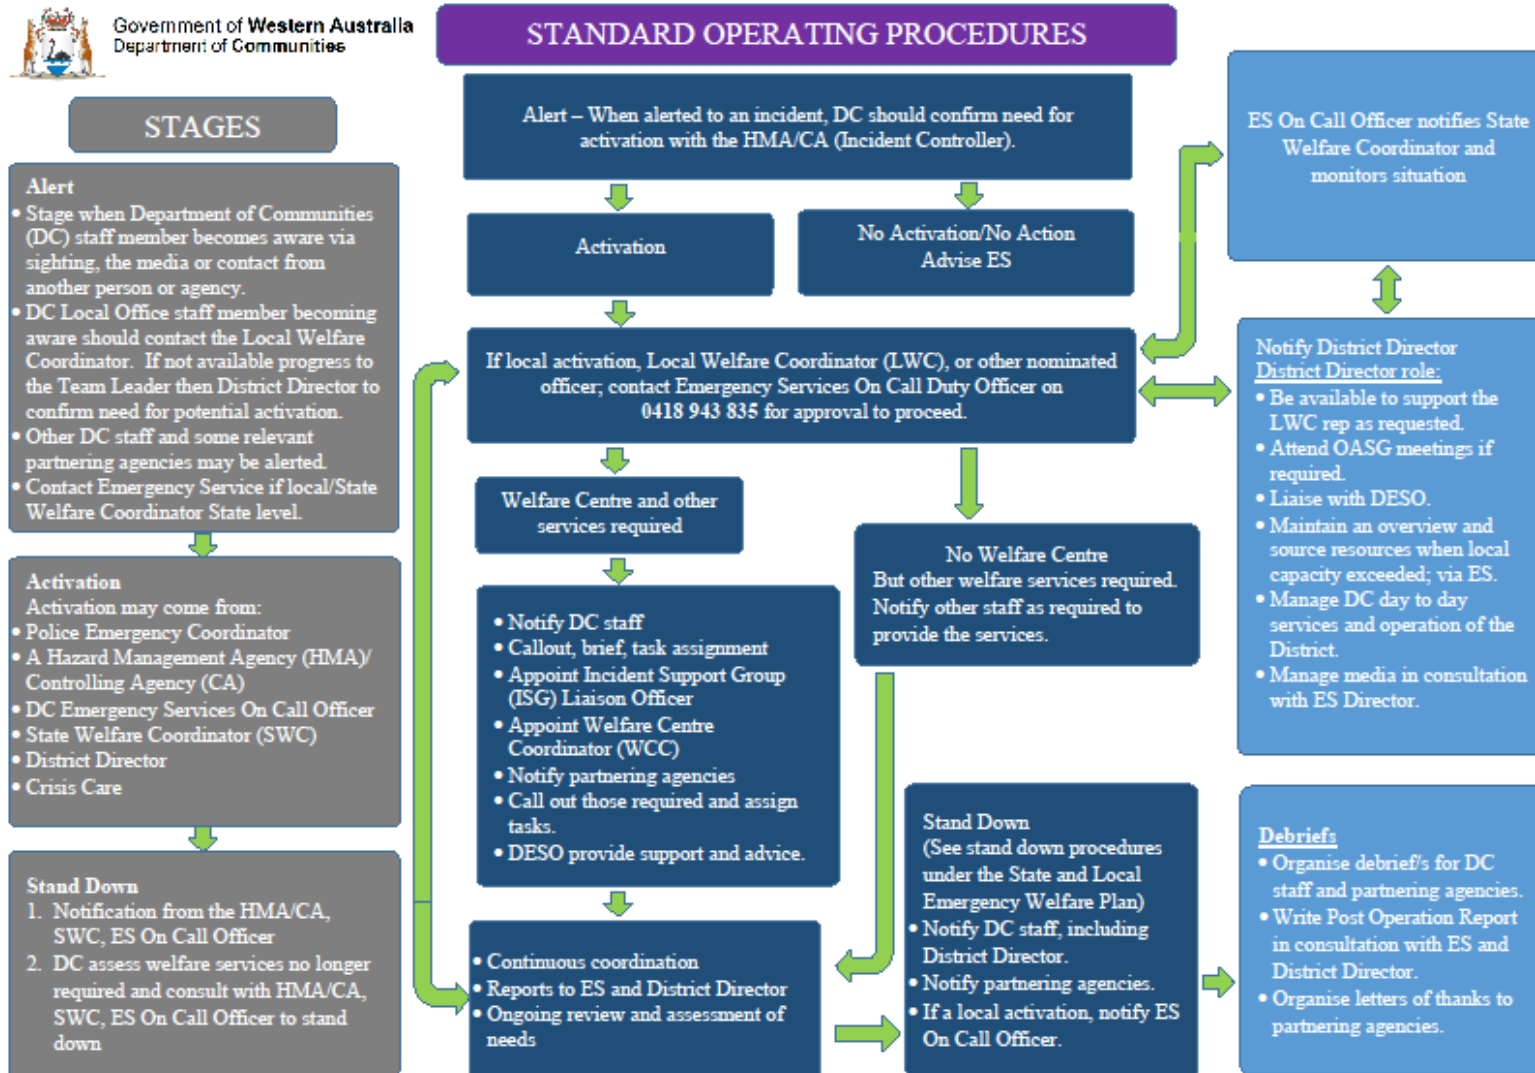 Government of Western Australia
Department of Communities
STANDARD OPERATING PROCEDURES
STAGES
Alert
• Stage when Department of Communities
(DC) staff member becomes aware via
sighting, the media or contact from
another person or agency.
• DC Local Office staff member becoming
aware should contact the Local Welfare
Coordinator. If not available progress to
the Team Leader then District Director to
confirm need for potential activation.
• Other DC staff and some relevant
partnering agencies may be alerted.
• Contact Emergency Service if local/State
Welfare Coordinator State level.
Activation
Activation may come from:
• Police Emergency Coordinator
• A Hazard Management Agency (HMA)/
Controlling Agency (CA)
• DC Emergency Services On Call Officer
• State Welfare Coordinator (SWC)
• District Director
• Crisis Care
Stand Down
1. Notification from the HMA/CA,
SWC, ES On Call Officer
2. DC assess welfare services no longer
required and consult with HMA/CA,
SWC, ES On Call Officer to stand
down
Alert – When alerted to an incident, DC should confirm need for
activation with the HMA/CA (Incident Controller).
Activation
No Activation/No Action
Advise ES
If local activation, Local Welfare Coordinator (LWC), or other nominated
officer; contact Emergency Services On Call Duty Officer on
0418 943 835 for approval to proceed.
Welfare Centre and other
services required
No Welfare Centre
But other welfare services required.
Notify other staff as required to
provide the services.
• Notify DC staff
• Callout, brief, task assignment
• Appoint Incident Support Group
(ISG) Liaison Officer
• Appoint Welfare Centre
Coordinator (WCC)
• Notify partnering agencies
• Call out those required and assign
tasks.
• DESO provide support and advice.
• Continuous coordination
• Reports to ES and District Director
• Ongoing review and assessment of
needs
Stand Down
(See stand down procedures
under the State and Local
Emergency Welfare Plan)
• Notify DC staff, including
District Director.
• Notify partnering agencies.
• If a local activation, notify ES
On Call Officer.
ES On Call Officer notifies State
Welfare Coordinator and
monitors situation
Notify District Director
District Director role:
• Be available to support the
LWC rep as requested.
• Attend OASG meetings if
required.
• Liaise with DESO.
• Maintain an overview and
source resources when local
capacity exceeded; via ES.
• Manage DC day to day
services and operation of the
District.
• Manage media in consultation
with ES Director.
Debriefs
• Organise debrief/s for DC
staff and partnering agencies.
• Write Post Operation Report
in consultation with ES and
District Director.
• Organise letters of thanks to
partnering agencies.